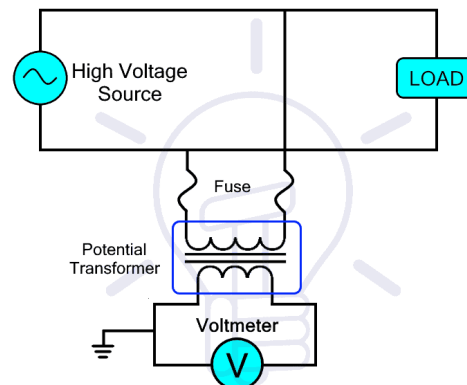 High Voltage
Source
LOAD
Fuse
Potential
Transformer
Voltmeter
V